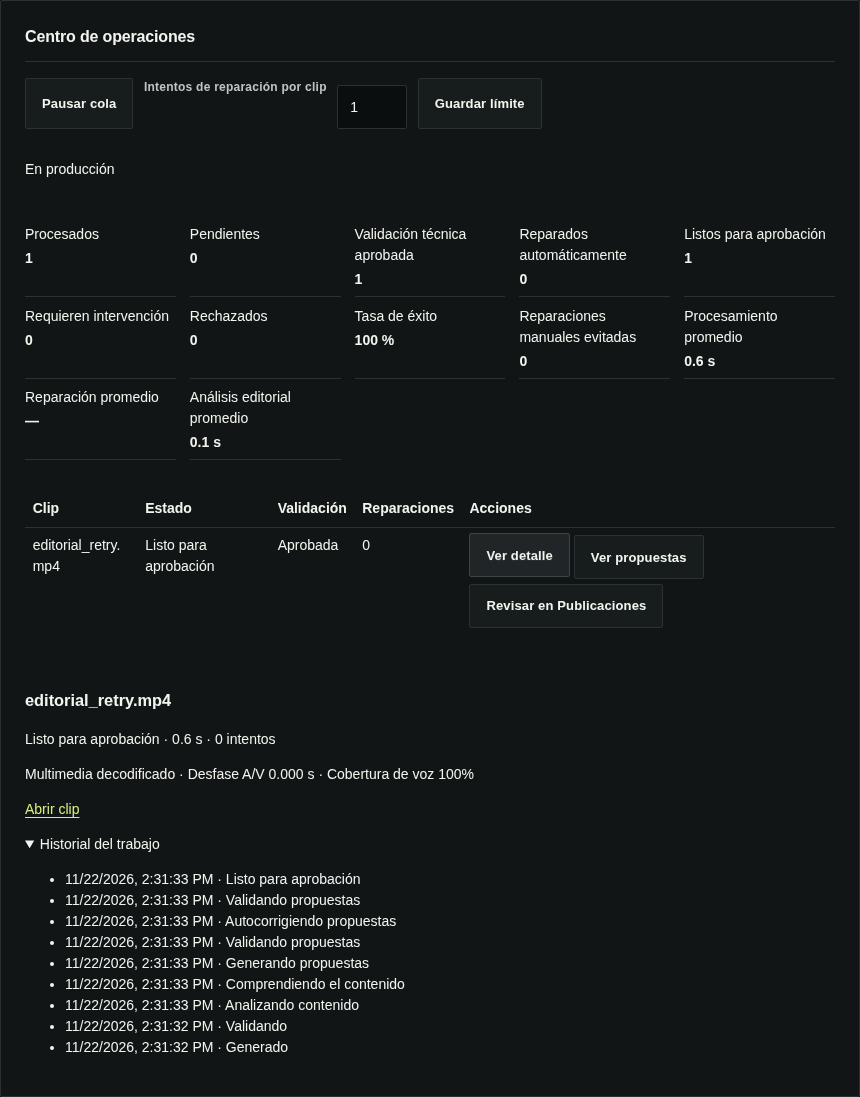 Centro de operaciones
Pausar cola
Intentos de reparación por clip
1
Guardar límite
En producción
Procesados
1
Pendientes
0
Validación técnica
aprobada
1
Reparados
automáticamente
0
Listos para aprobación
1
Requieren intervención
0
Rechazados
0
Tasa de éxito
100 %
Reparaciones
manuales evitadas
0
Procesamiento
promedio
0.6 s
Reparación promedio
—
Análisis editorial
promedio
0.1 s
Clip Estado Validación Reparaciones Acciones
editorial_retry.
mp4
Listo para
aprobación
Aprobada
0
Ver detalle
Ver propuestas
Revisar en Publicaciones
editorial_retry.mp4
Listo para aprobación · 0.6 s · 0 intentos
Multimedia decodificado · Desfase A/V 0.000 s · Cobertura de voz 100%
Abrir clip
▼ Historial del trabajo
• 11/22/2026, 2:31:33 PM · Listo para aprobación
• 11/22/2026, 2:31:33 PM · Validando propuestas
• 11/22/2026, 2:31:33 PM · Autocorrigiendo propuestas
• 11/22/2026, 2:31:33 PM · Validando propuestas
• 11/22/2026, 2:31:33 PM · Generando propuestas
• 11/22/2026, 2:31:33 PM · Comprendiendo el contenido
• 11/22/2026, 2:31:33 PM · Analizando contenido
• 11/22/2026, 2:31:32 PM · Validando
• 11/22/2026, 2:31:32 PM · Generado